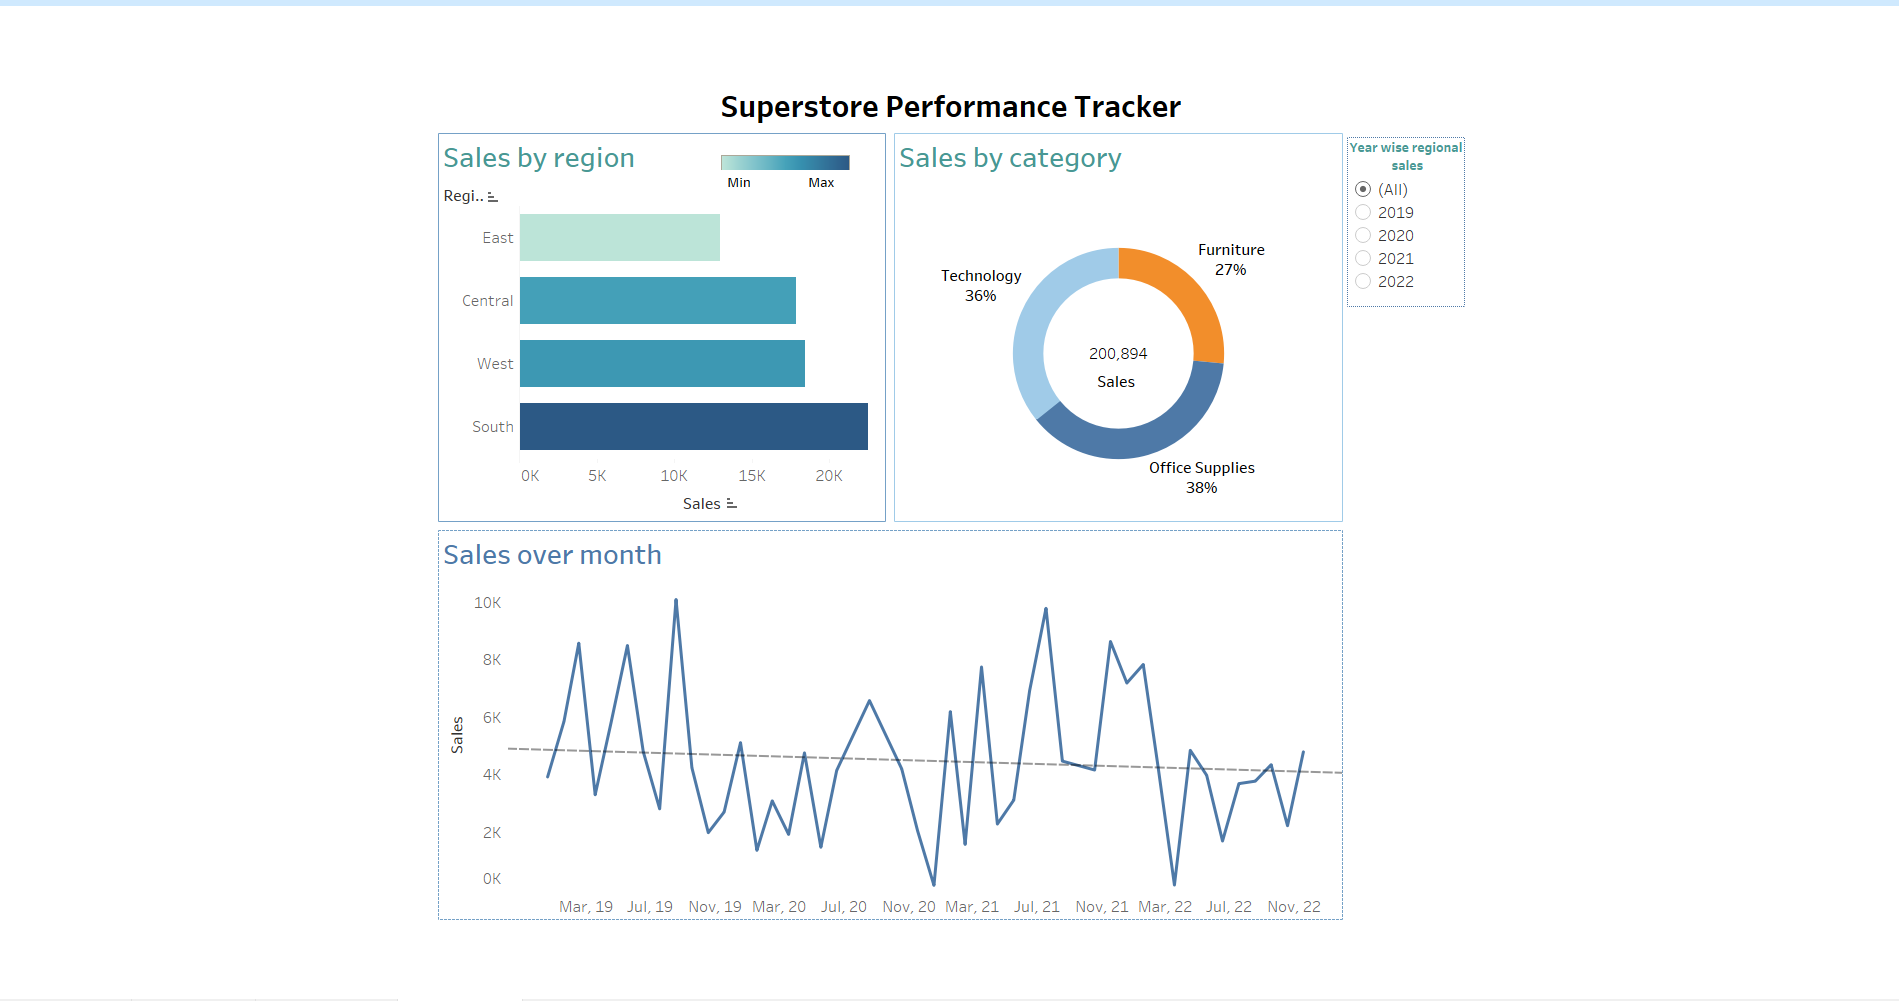 Superstore Performance Tracker
Sales by region
Min Max
Regi..
East
Central
West
South
0K 5K 10K 15K 20K
Sales
Sales by category
Furniture
27%
Technology
36%
200,894
Sales
Office Supplies
38%
Year wise regional
sales
(All)
2019
2020
2021
2022
Sales over month
10K
8K
6K
4K
2K
0K
Sales
Mar, 19 Jul, 19 Nov, 19 Mar, 20 Jul, 20 Nov, 20 Mar, 21 Jul, 21 Nov, 21 Mar, 22 Jul, 22 Nov, 22